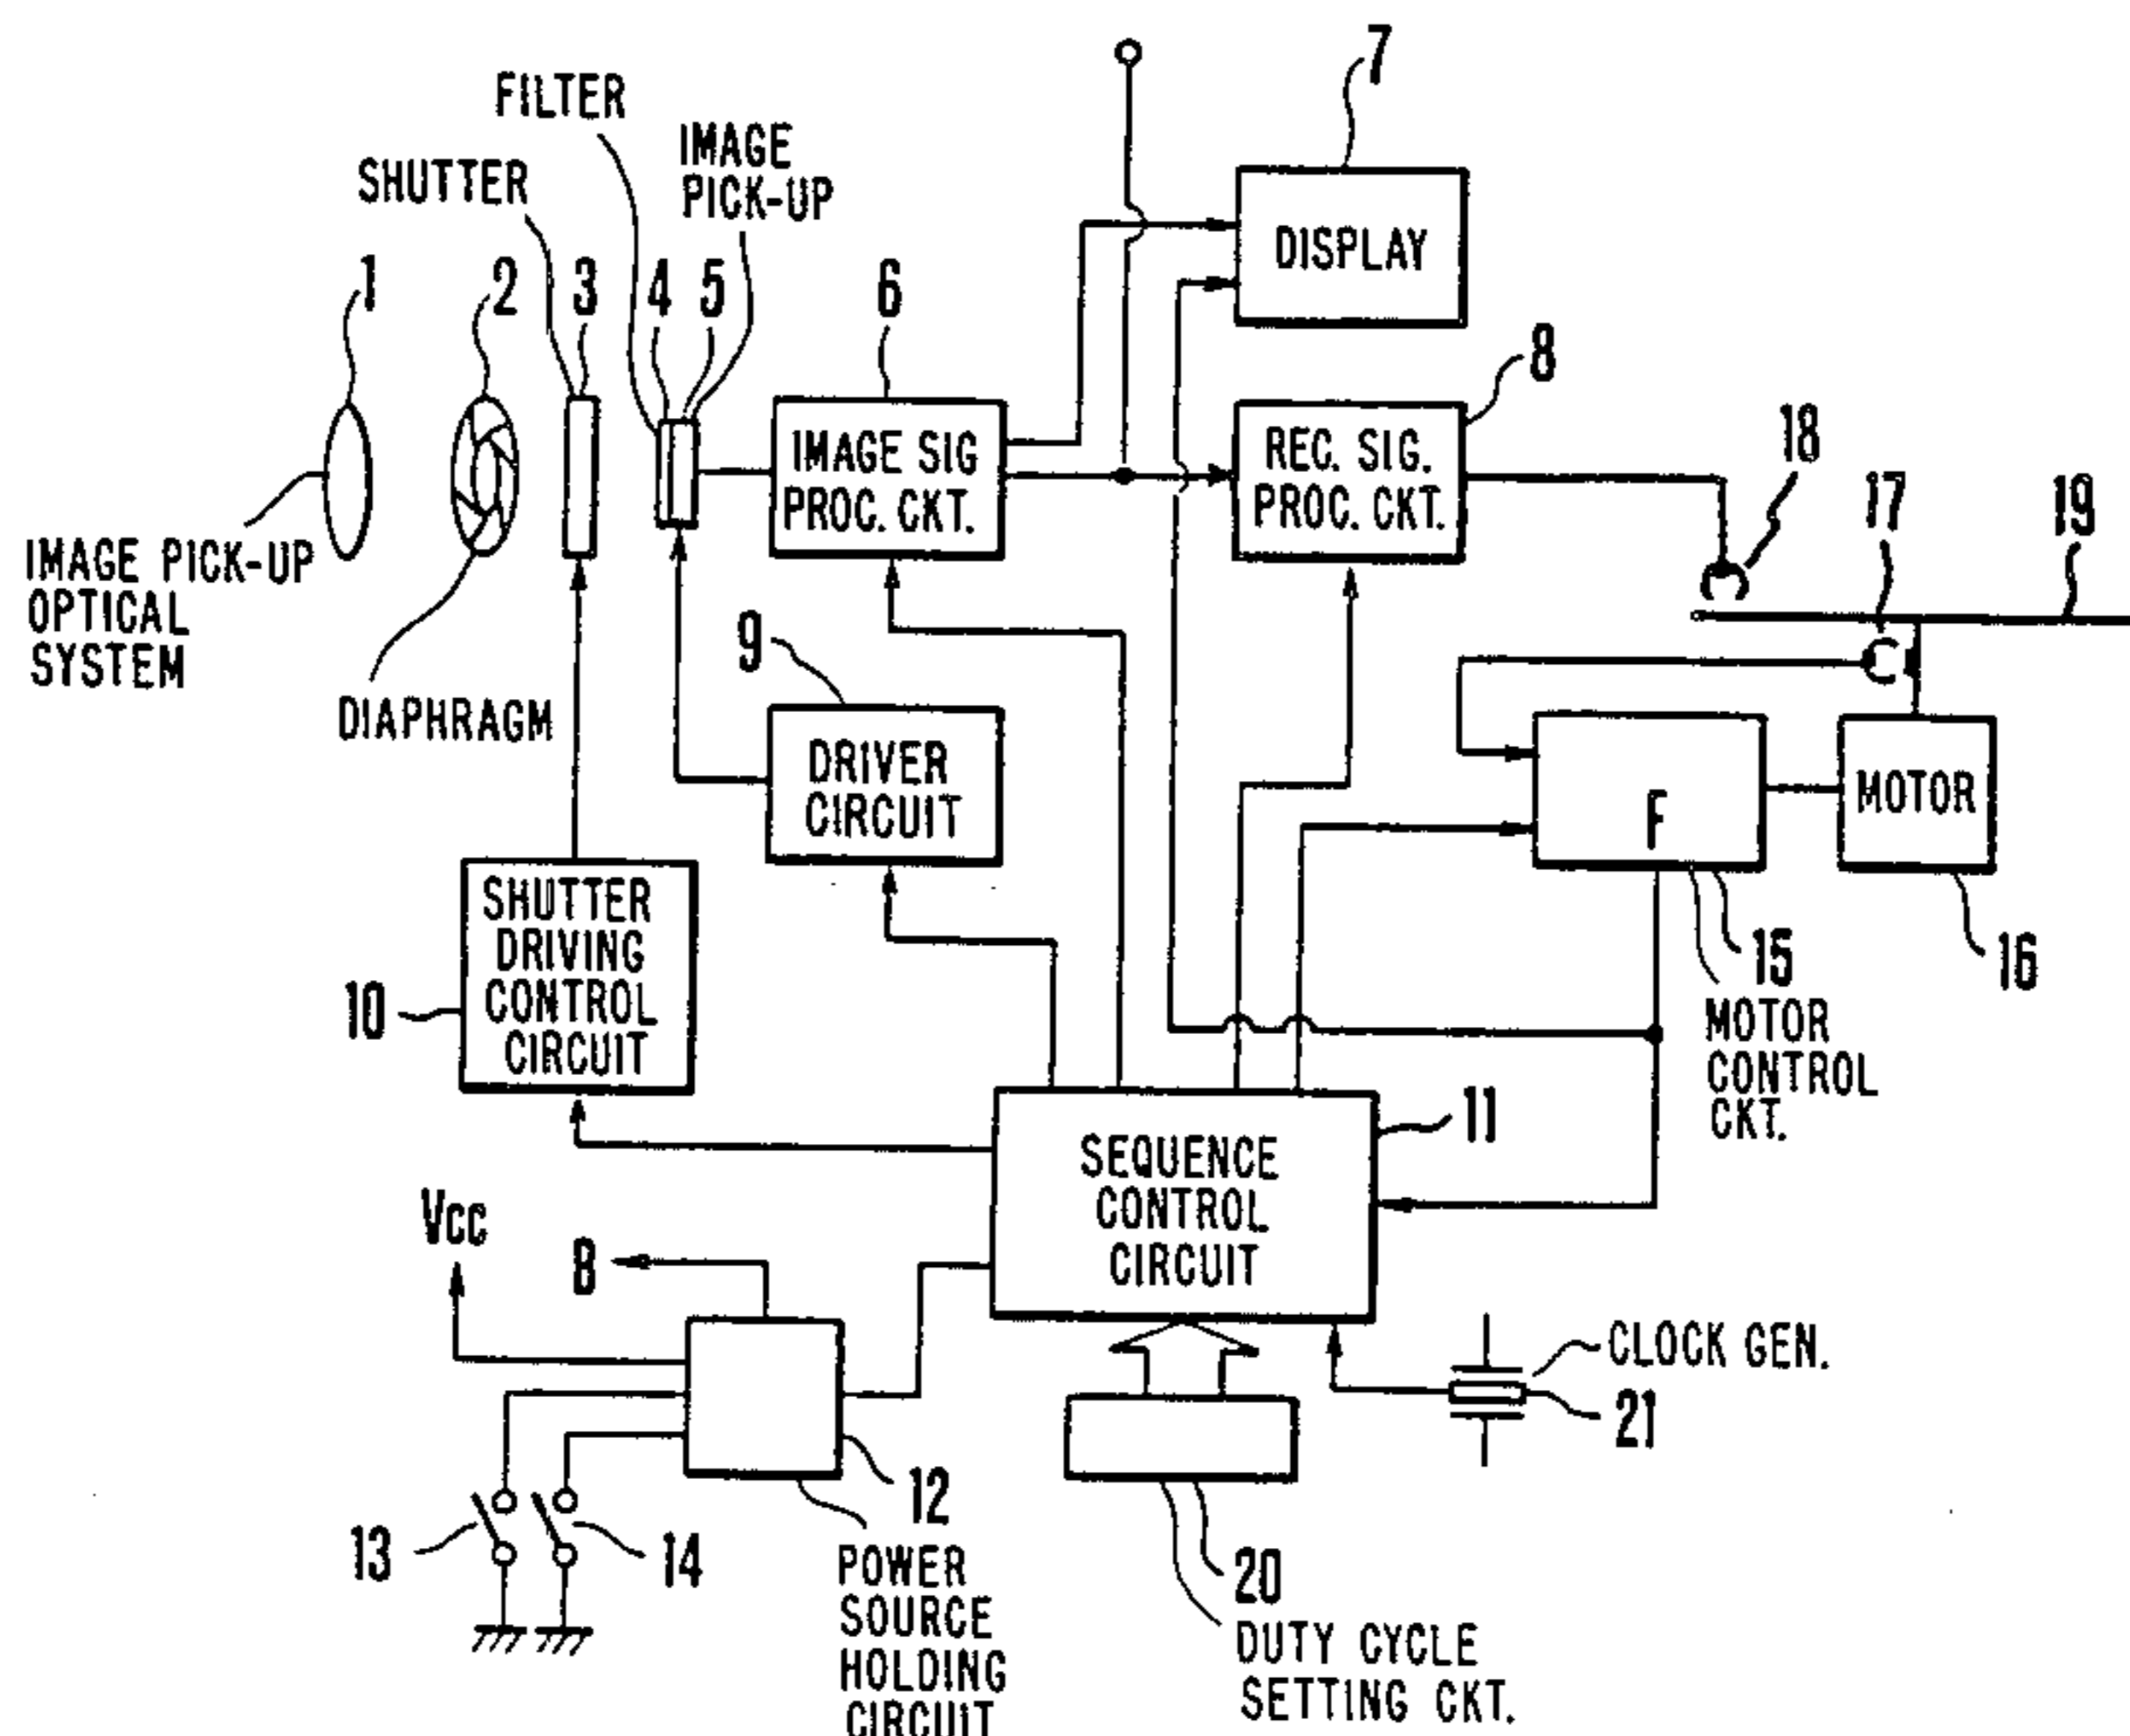 7
FILTER
IMAGE
PICK-UP
SHUTTER
DISPLAY
1
2
3
4
5
6
8
18
17
19
IMAGE SIG
PROC. CKT.
REC. SIG.
PROC. CKT.
IMAGE PICK-UP
OPTICAL
SYSTEM
DIAPHRAGM
9
DRIVER
CIRCUIT
F
MOTOR
SHUTTER
DRIVING
CONTROL
CIRCUIT
10
15
16
MOTOR
CONTROL
CKT.
11
SEQUENCE
CONTROL
CIRCUIT
Vcc
B
CLOCK GEN.
21
12
13
14
POWER
SOURCE
HOLDING
CIRCUIT
20
DUTY CYCLE
SETTING CKT.